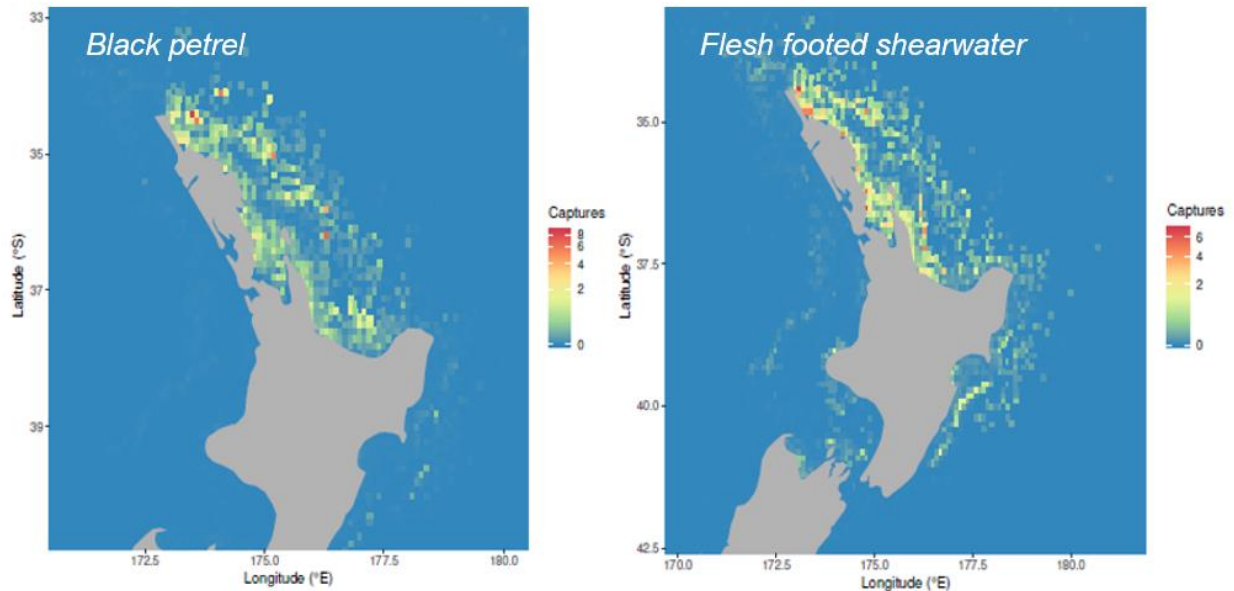 Black petrel
33
35
37
39
Latitude (°S)
172.5 175.0 177.5 180.0
Longitude (°E)
Captures
8
6
4
2
0
Flesh footed shearwater
35.0
37.5
40.0
42.5
Latitude (°S)
170.0 172.5 175.0 177.5 180.0
Longitude (°E)
Captures
6
4
2
0